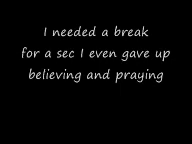 I needed a break
for a sec I even gave up
believing and praying